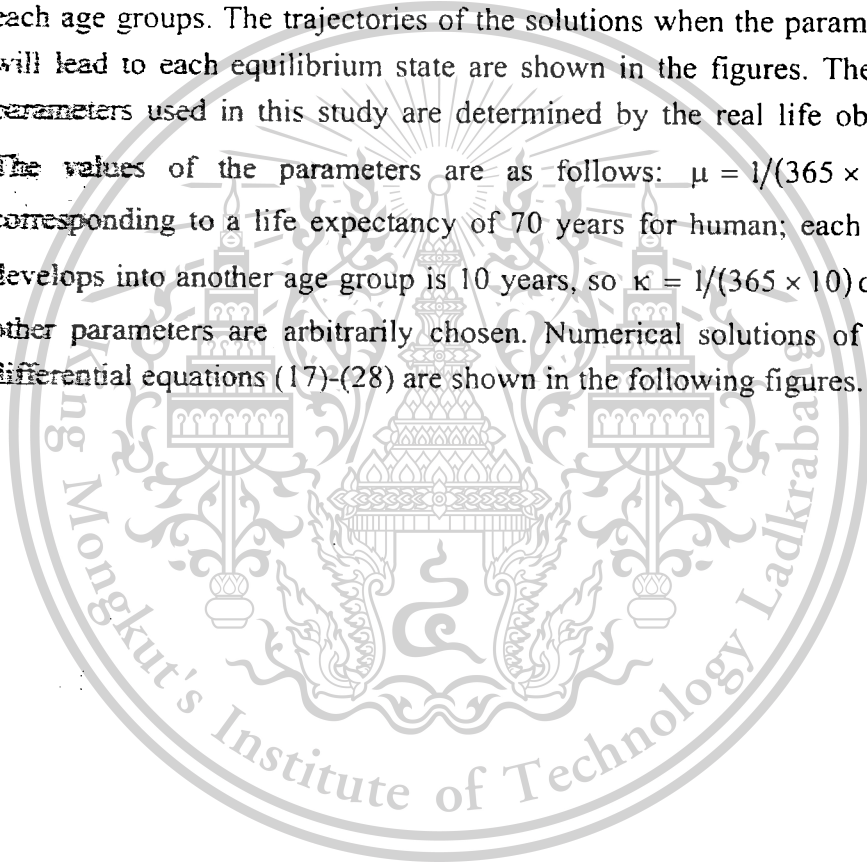 each age groups. The trajectories of the solutions when the param
will lead to each equilibrium state are shown in the figures. The
parameters used in this study are determined by the real life ob
The values of the parameters are as follows: μ = 1/(365 ×
corresponding to a life expectancy of 70 years for human; each
develops into another age group is 10 years, so κ = 1/(365 × 10) d
other parameters are arbitrarily chosen. Numerical solutions of
differential equations (17)-(28) are shown in the following figures.
King Mongkut's Institute of Technology Ladkrabang